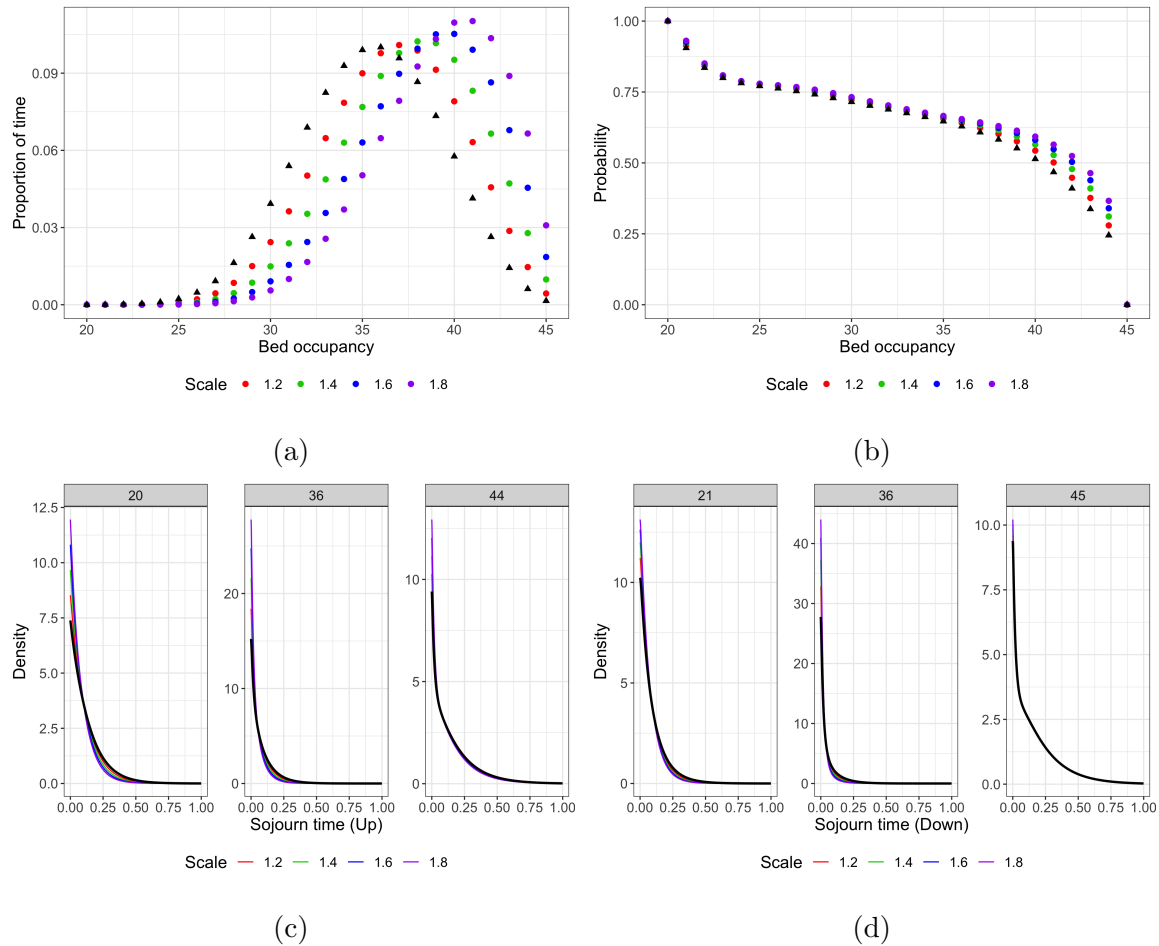 Proportion of time
0.09
0.06
0.03
0.00
20 25 30 35 40 45
Bed occupancy
Scale 1.2 1.4 1.6 1.8
(a)
Probability
1.00
0.75
0.50
0.25
0.00
20 25 30 35 40 45
Bed occupancy
Scale 1.2 1.4 1.6 1.8
(b)
20 36 44
Density
12.5
10.0
7.5
5.0
2.5
0.0
20
10
0
10
5
0
0.00 0.25 0.50 0.75 1.00 0.00 0.25 0.50 0.75 1.00 0.00 0.25 0.50 0.75 1.00
Sojourn time (Up)
Scale 1.2 1.4 1.6 1.8
(c)
21 36 45
Density
10
5
0
40
30
20
10
0
10.0
7.5
5.0
2.5
0.0
0.00 0.25 0.50 0.75 1.00 0.00 0.25 0.50 0.75 1.00 0.00 0.25 0.50 0.75 1.00
Sojourn time (Down)
Scale 1.2 1.4 1.6 1.8
(d)